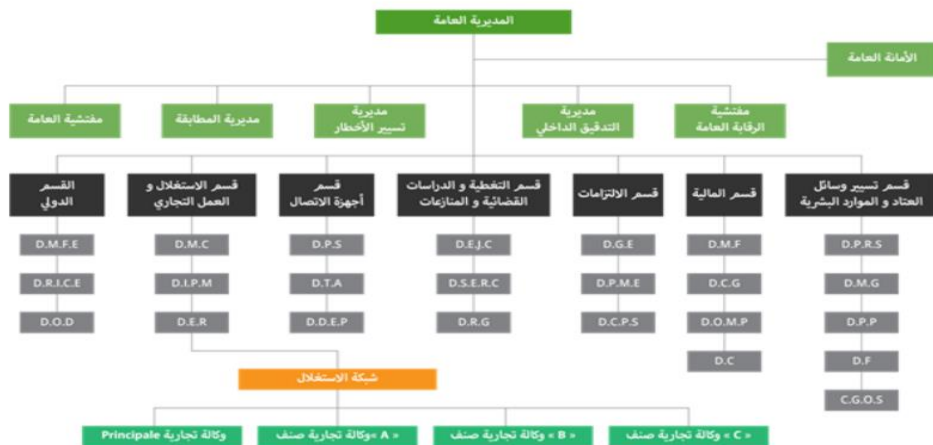 المديرية العامة
الأمانة العامة
مفتشية
الرقابة العامة
مديرية
التدقيق الداخلي
مديرية
تسيير الأخطار
مديرية المطابقة
مفتشية العامة
قسم تسيير وسائل
العتاد و الموارد البشرية
قسم المالية
قسم الالتزامات
قسم التغطية و الدراسات
القضائية و المنازعات
قسم
أجهزة الاتصال
قسم الاستغلال و
العمل التجاري
القسم
الدولي
D.P.R.S
D.M.G
D.P.P
D.F
C.G.O.S
D.M.F
D.C.G
D.O.M.P
D.C
D.G.E
D.P.M.E
D.C.P.S
D.E.J.C
D.S.E.R.C
D.R.G
D.P.S
D.T.A
D.D.E.P
D.M.C
D.I.P.M
D.E.R
D.M.F.E
D.R.I.C.E
D.O.D
شبكة الاستغلال
وكالة تجارية صنف « C »
وكالة تجارية صنف « B »
وكالة تجارية صنف« A »
وكالة تجارية Principale